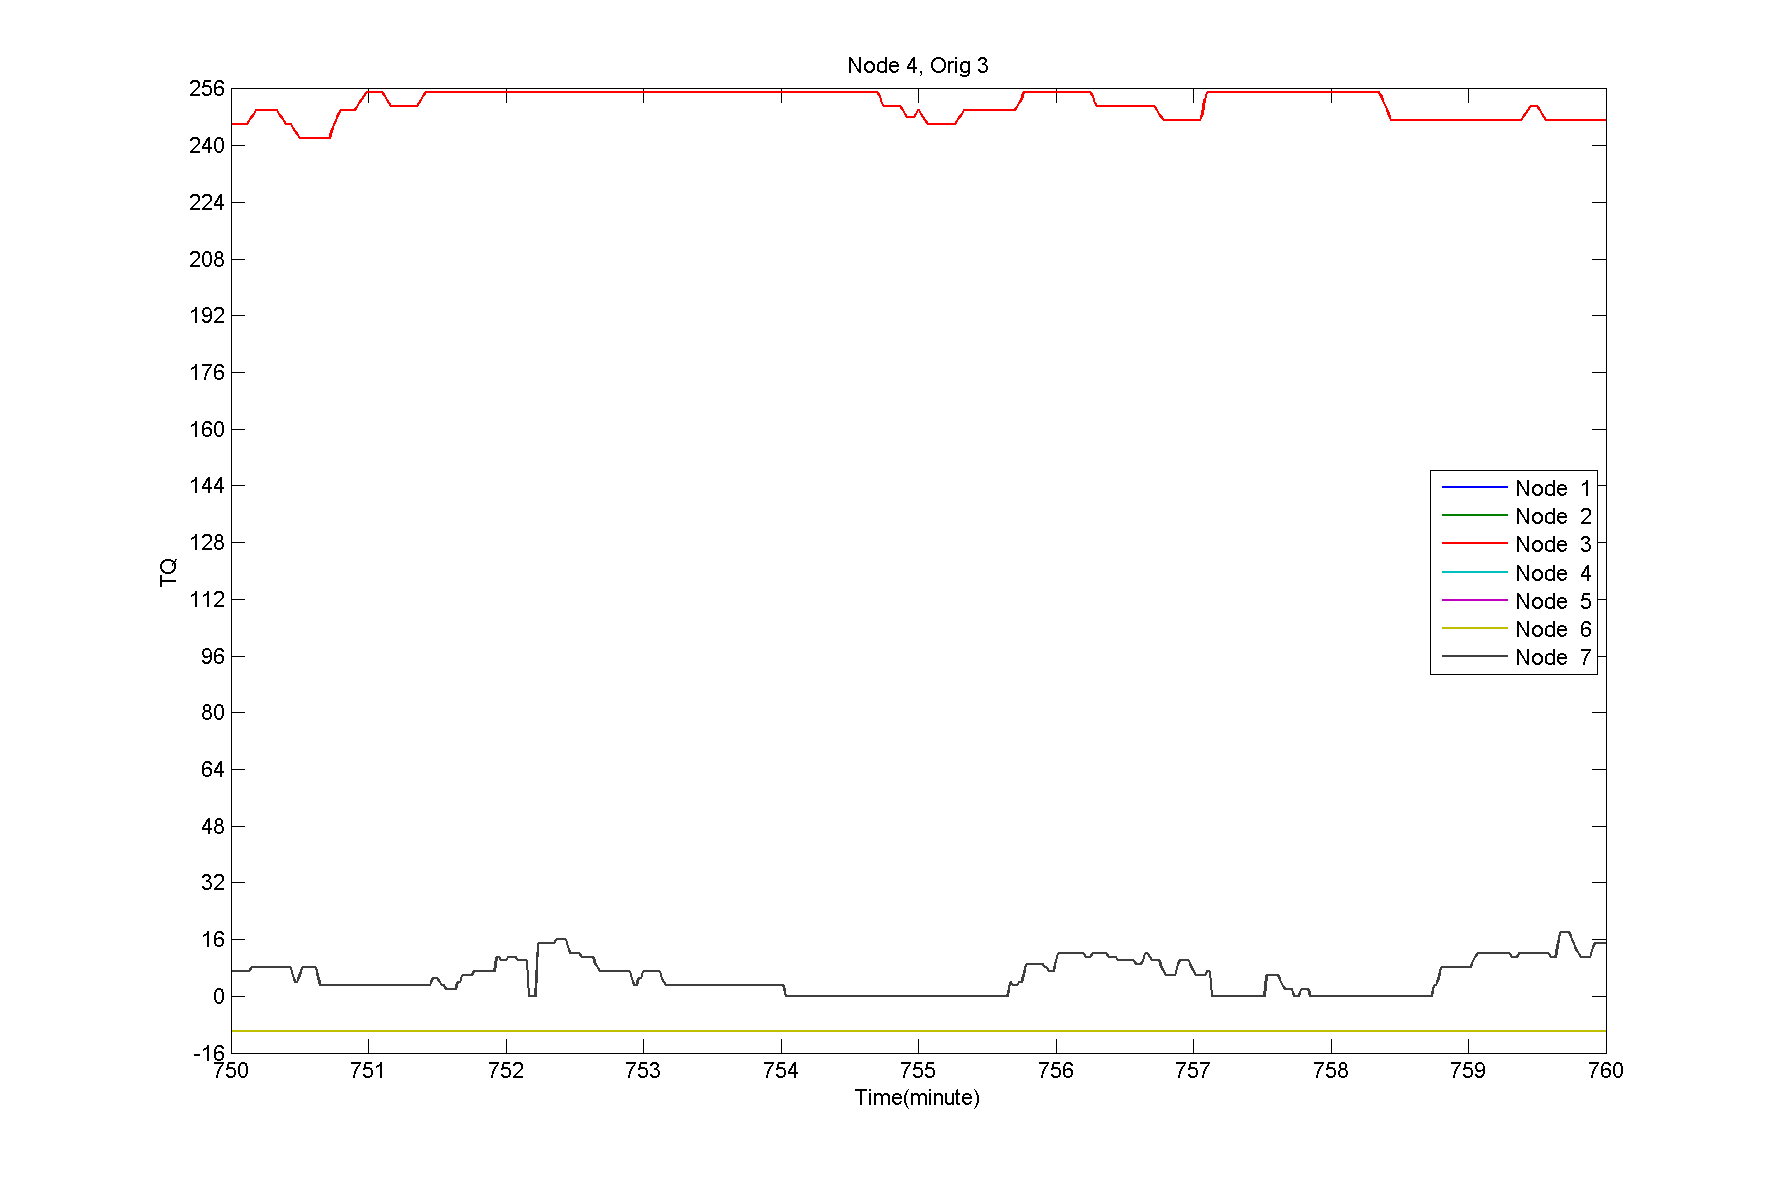 Node 4, Orig 3
256
240
224
208
192
176
160
144
128
112
96
80
64
48
32
16
0
-16
TQ
Node 1
Node 2
Node 3
Node 4
Node 5
Node 6
Node 7
750 751 752 753 754 755 756 757 758 759 760
Time(minute)